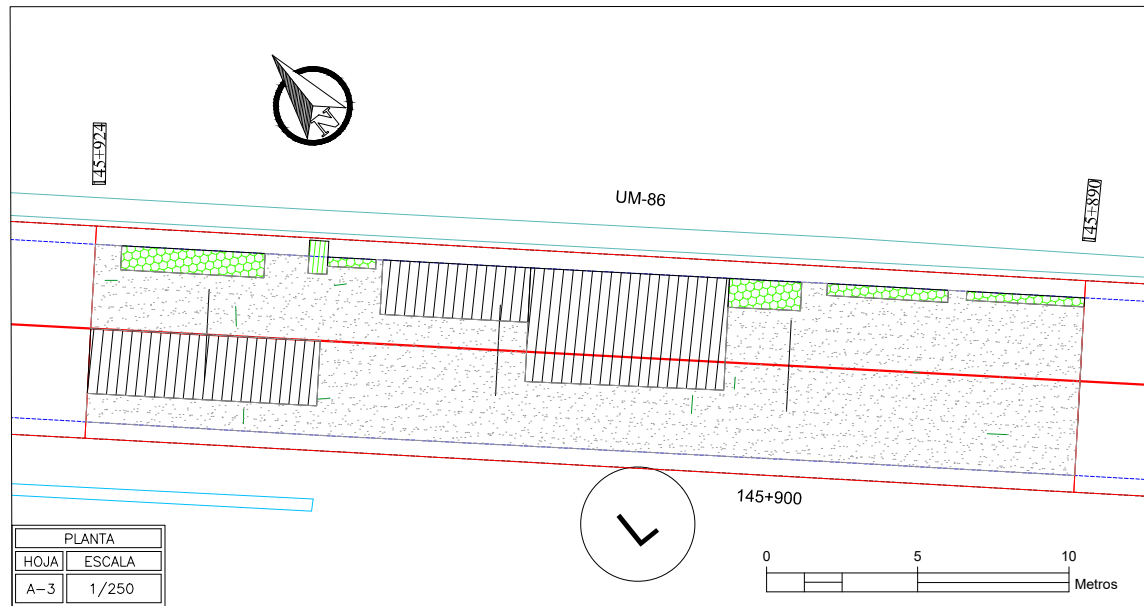 N
145+924
145+890
UM-86
145+900
PLANTA
HOJA ESCALA
A-3 1/250
0 5 10
Metros